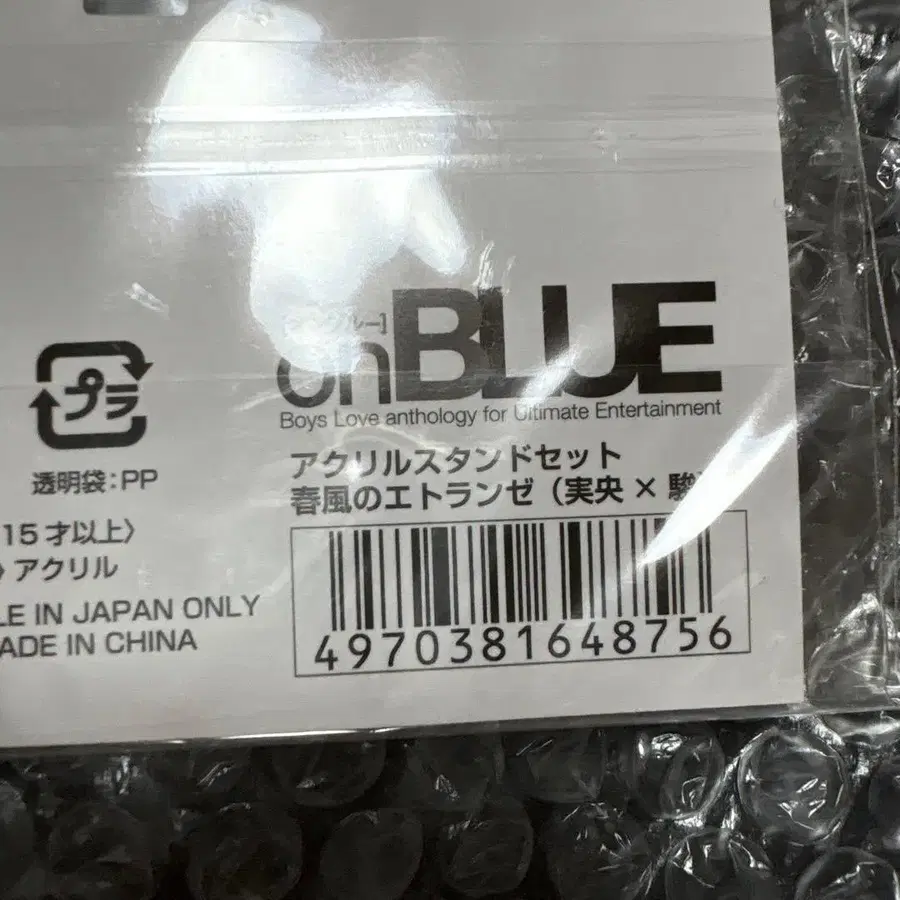 プラ
透明袋:PP
15才以上〉
〉アクリル
LE IN JAPAN ONLY
ADE IN CHINA
onBLUE
Boys Love anthology for Ultimate Entertainment
アクリルスタンドセット
春風のエトランゼ（実央×駿）
4970381648756